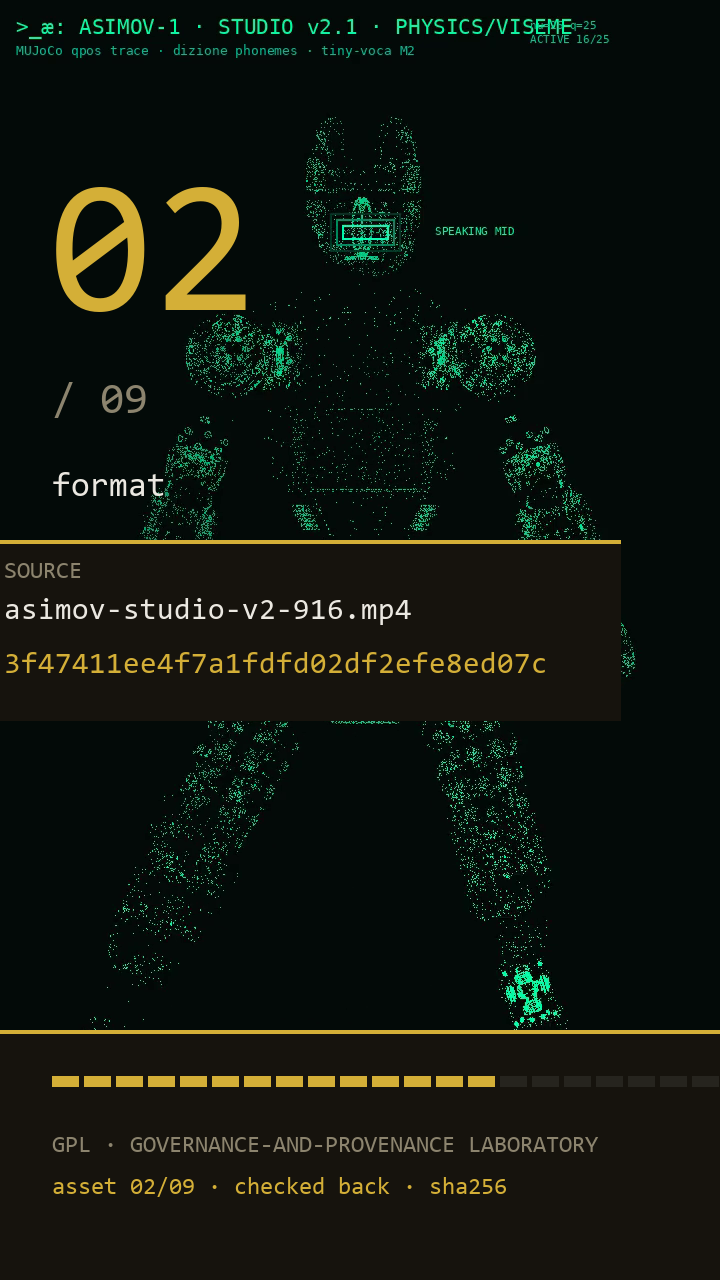 >_æ: ASIMOV-1 · STUDIO v2.1 · PHYSICS/VISEME
MUJoCo qpos trace · dizione phonemes · tiny-voca M2
q=25
ACTIVE 16/25
02
SPEAKING MID
/ 09
format
SOURCE
asimov-studio-v2-916.mp4
3f47411ee4f7a1fdfd02df2efe8ed07c
GPL · GOVERNANCE-AND-PROVENANCE LABORATORY
asset 02/09 · checked back · sha256